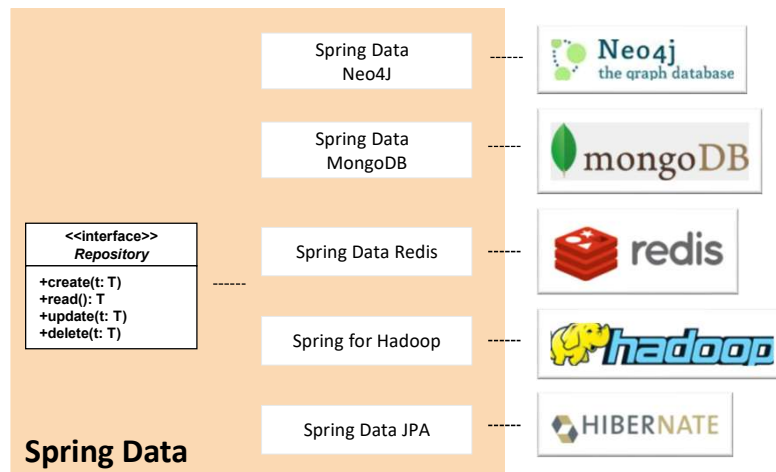 Spring Data
Neo4J
Neo4j
the graph database
Spring Data
MongoDB
mongoDB
<<interface>>
Repository
+create(t: T)
+read(): T
+update(t: T)
+delete(t: T)
Spring Data Redis
redis
Spring for Hadoop
hadoop
Spring Data JPA
HIBERNATE
Spring Data